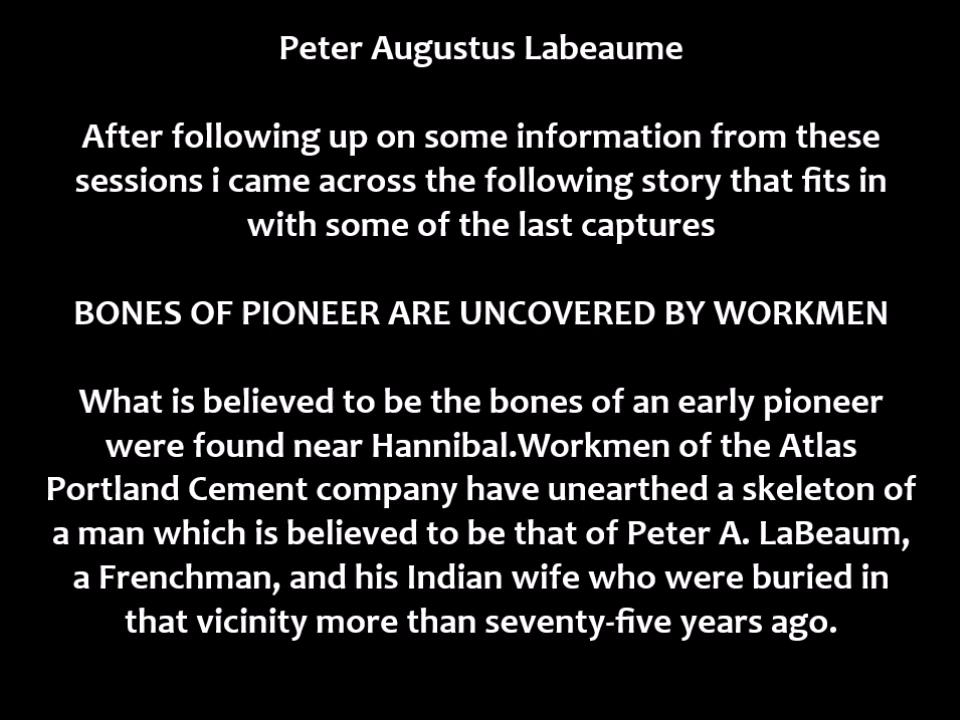 Peter Augustus Labeaume
After following up on some information from these
sessions i came across the following story that fits in
with some of the last captures
BONES OF PIONEER ARE UNCOVERED BY WORKMEN
What is believed to be the bones of an early pioneer
were found near Hannibal.Workmen of the Atlas
Portland Cement company have unearthed a skeleton of
a man which is believed to be that of Peter A. LaBeaum,
a Frenchman, and his Indian wife who were buried in
that vicinity more than seventy-five years ago.